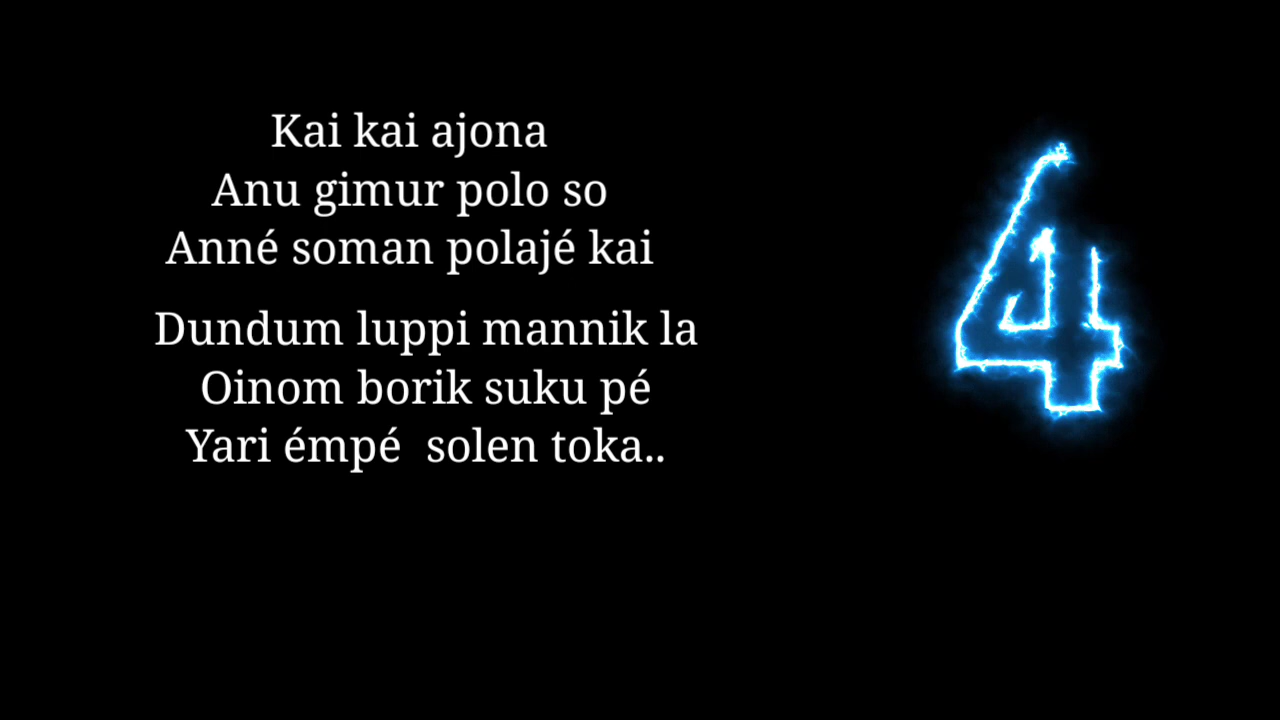 Kai kai ajona
Anu gimur polo so
Anné soman polajé kai
Dundum luppi mannik la
Oinom borik suku pé
Yari émpé  solen toka..
4